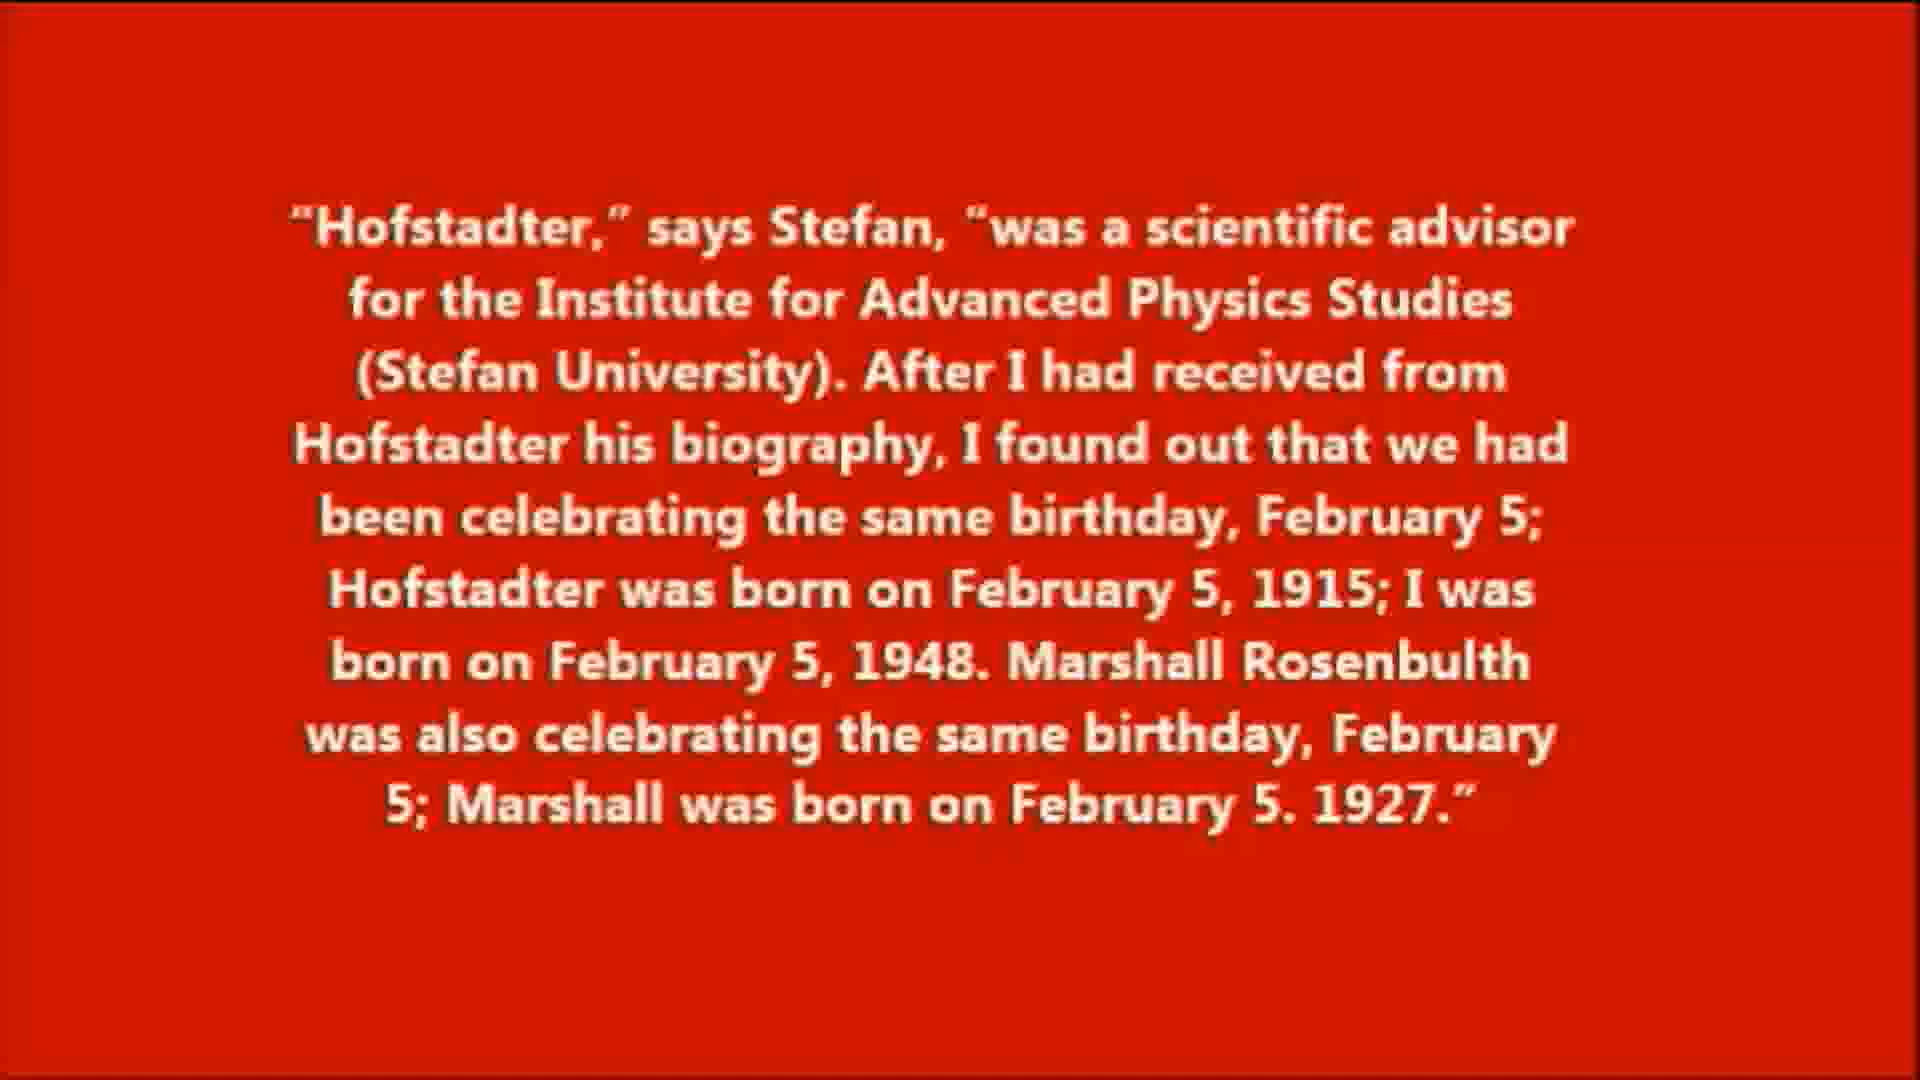 “Hofstadter,” says Stefan, “was a scientific advisor
for the Institute for Advanced Physics Studies
(Stefan University). After I had received from
Hofstadter his biography, I found out that we had
been celebrating the same birthday, February 5;
Hofstadter was born on February 5, 1915; I was
born on February 5, 1948. Marshall Rosenbulth
was also celebrating the same birthday, February
5; Marshall was born on February 5. 1927.”